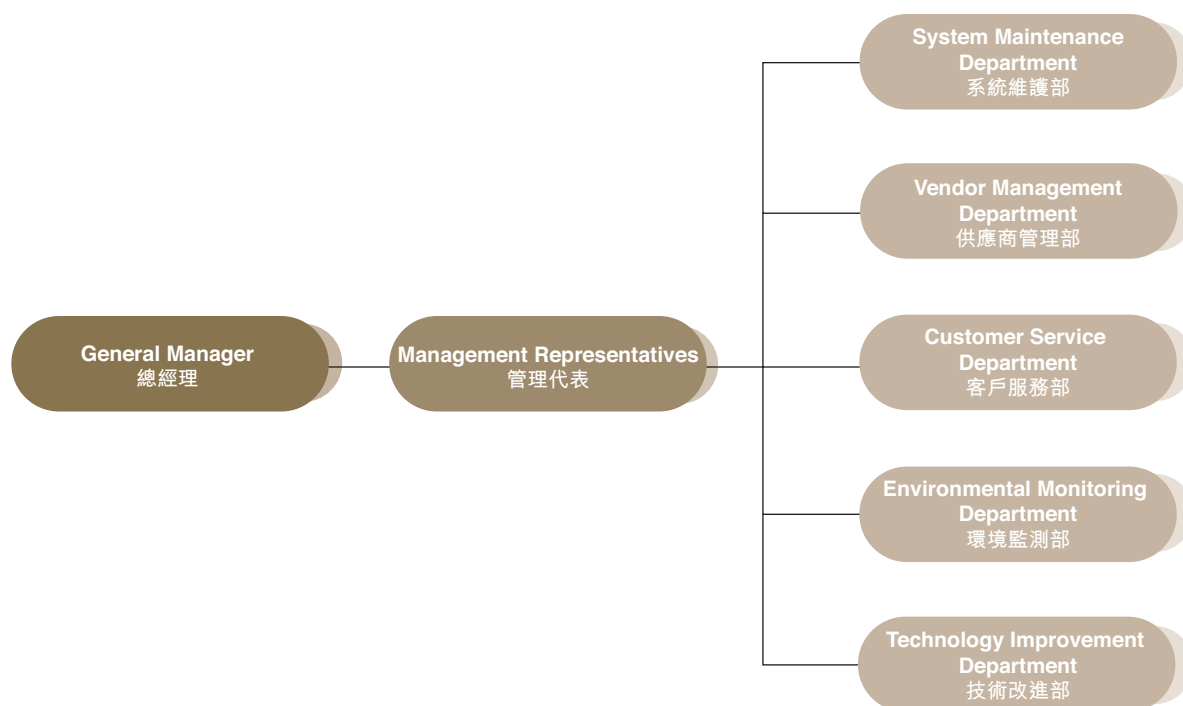 General Manager
總經理
Management Representatives
管理代表
System Maintenance
Department
系統維護部
Vendor Management
Department
供應商管理部
Customer Service
Department
客戶服務部
Environmental Monitoring
Department
環境監測部
Technology Improvement
Department
技術改進部